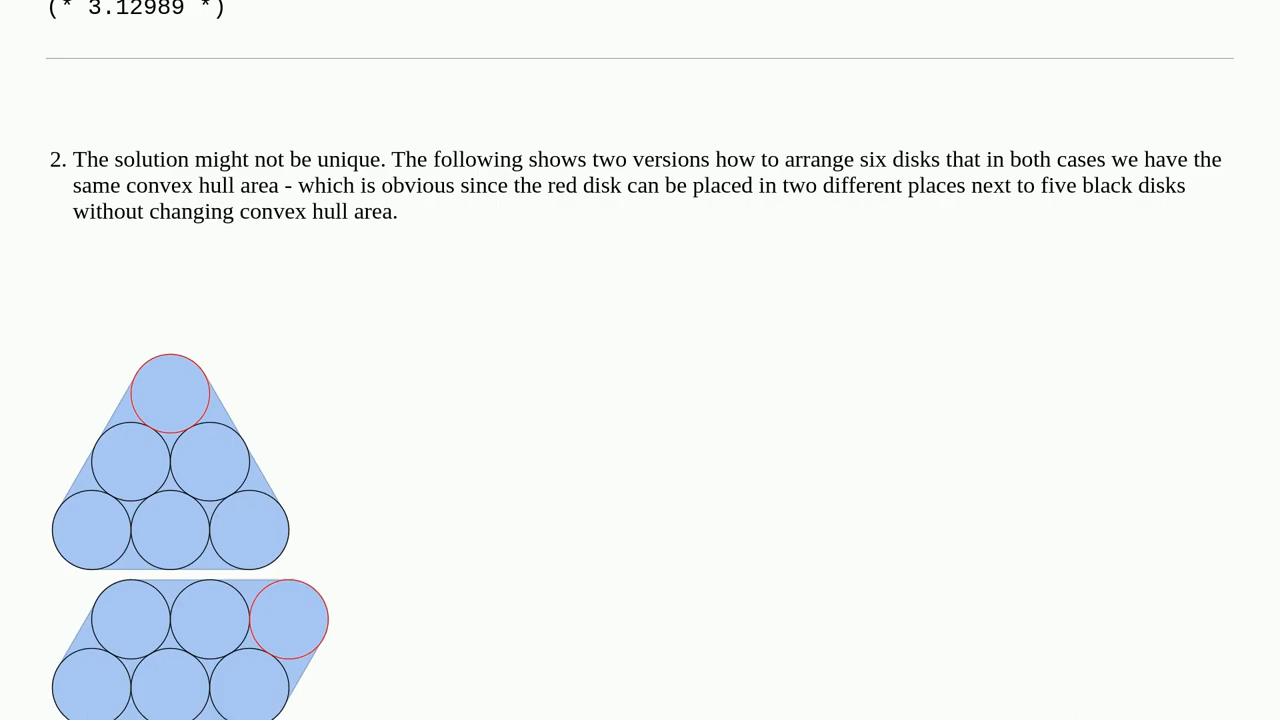 (* 3.12989 *)
2. The solution might not be unique. The following shows two versions how to arrange six disks that in both cases we have the
same convex hull area - which is obvious since the red disk can be placed in two different places next to five black disks
without changing convex hull area.